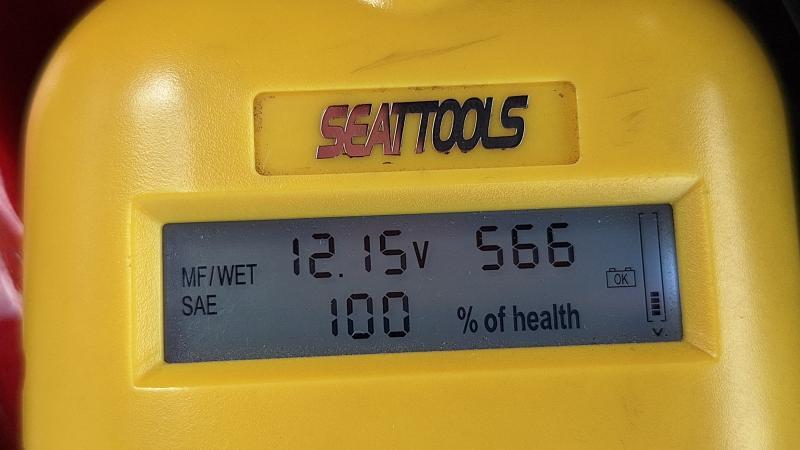 SEATTOOLS
12.15V 566
MF/WET
SAE
OK
100 % of health
V.